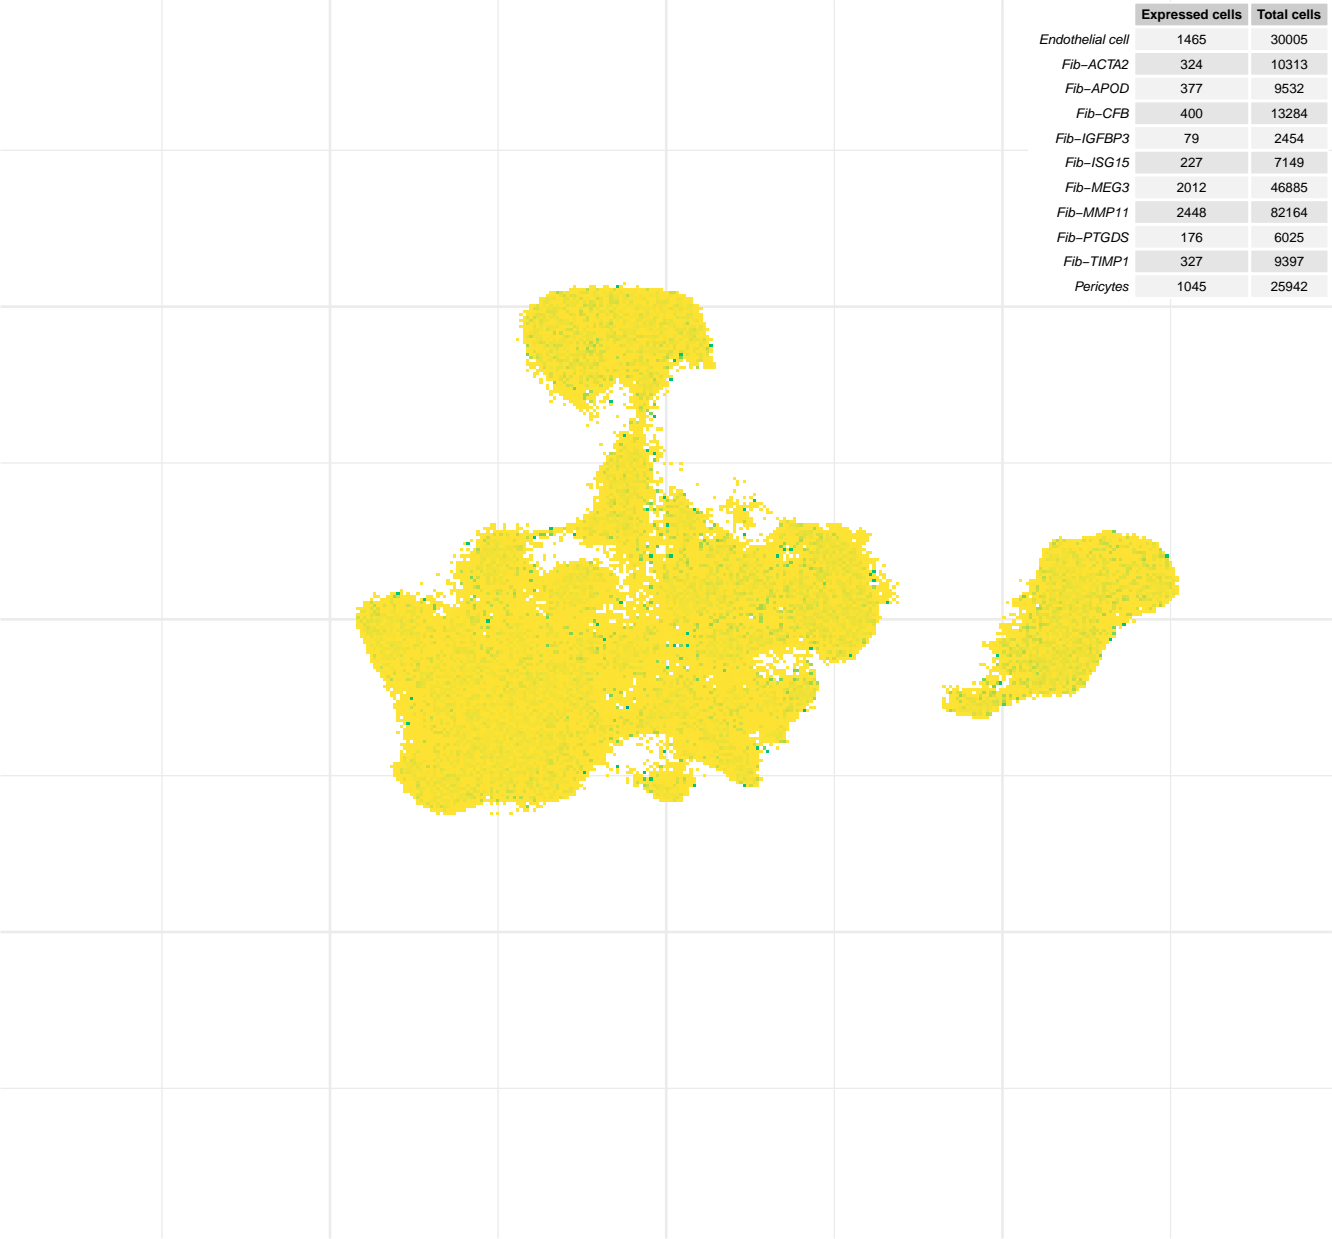 Expressed cells Total cells
Endothelial cell 1465 30005
Fib−ACTA2 324 10313
Fib−APOD 377 9532
Fib−CFB 400 13284
Fib−IGFBP3 79 2454
Fib−ISG15 227 7149
Fib−MEG3 2012 46885
Fib−MMP11 2448 82164
Fib−PTGDS 176 6025
Fib−TIMP1 327 9397
Pericytes 1045 25942